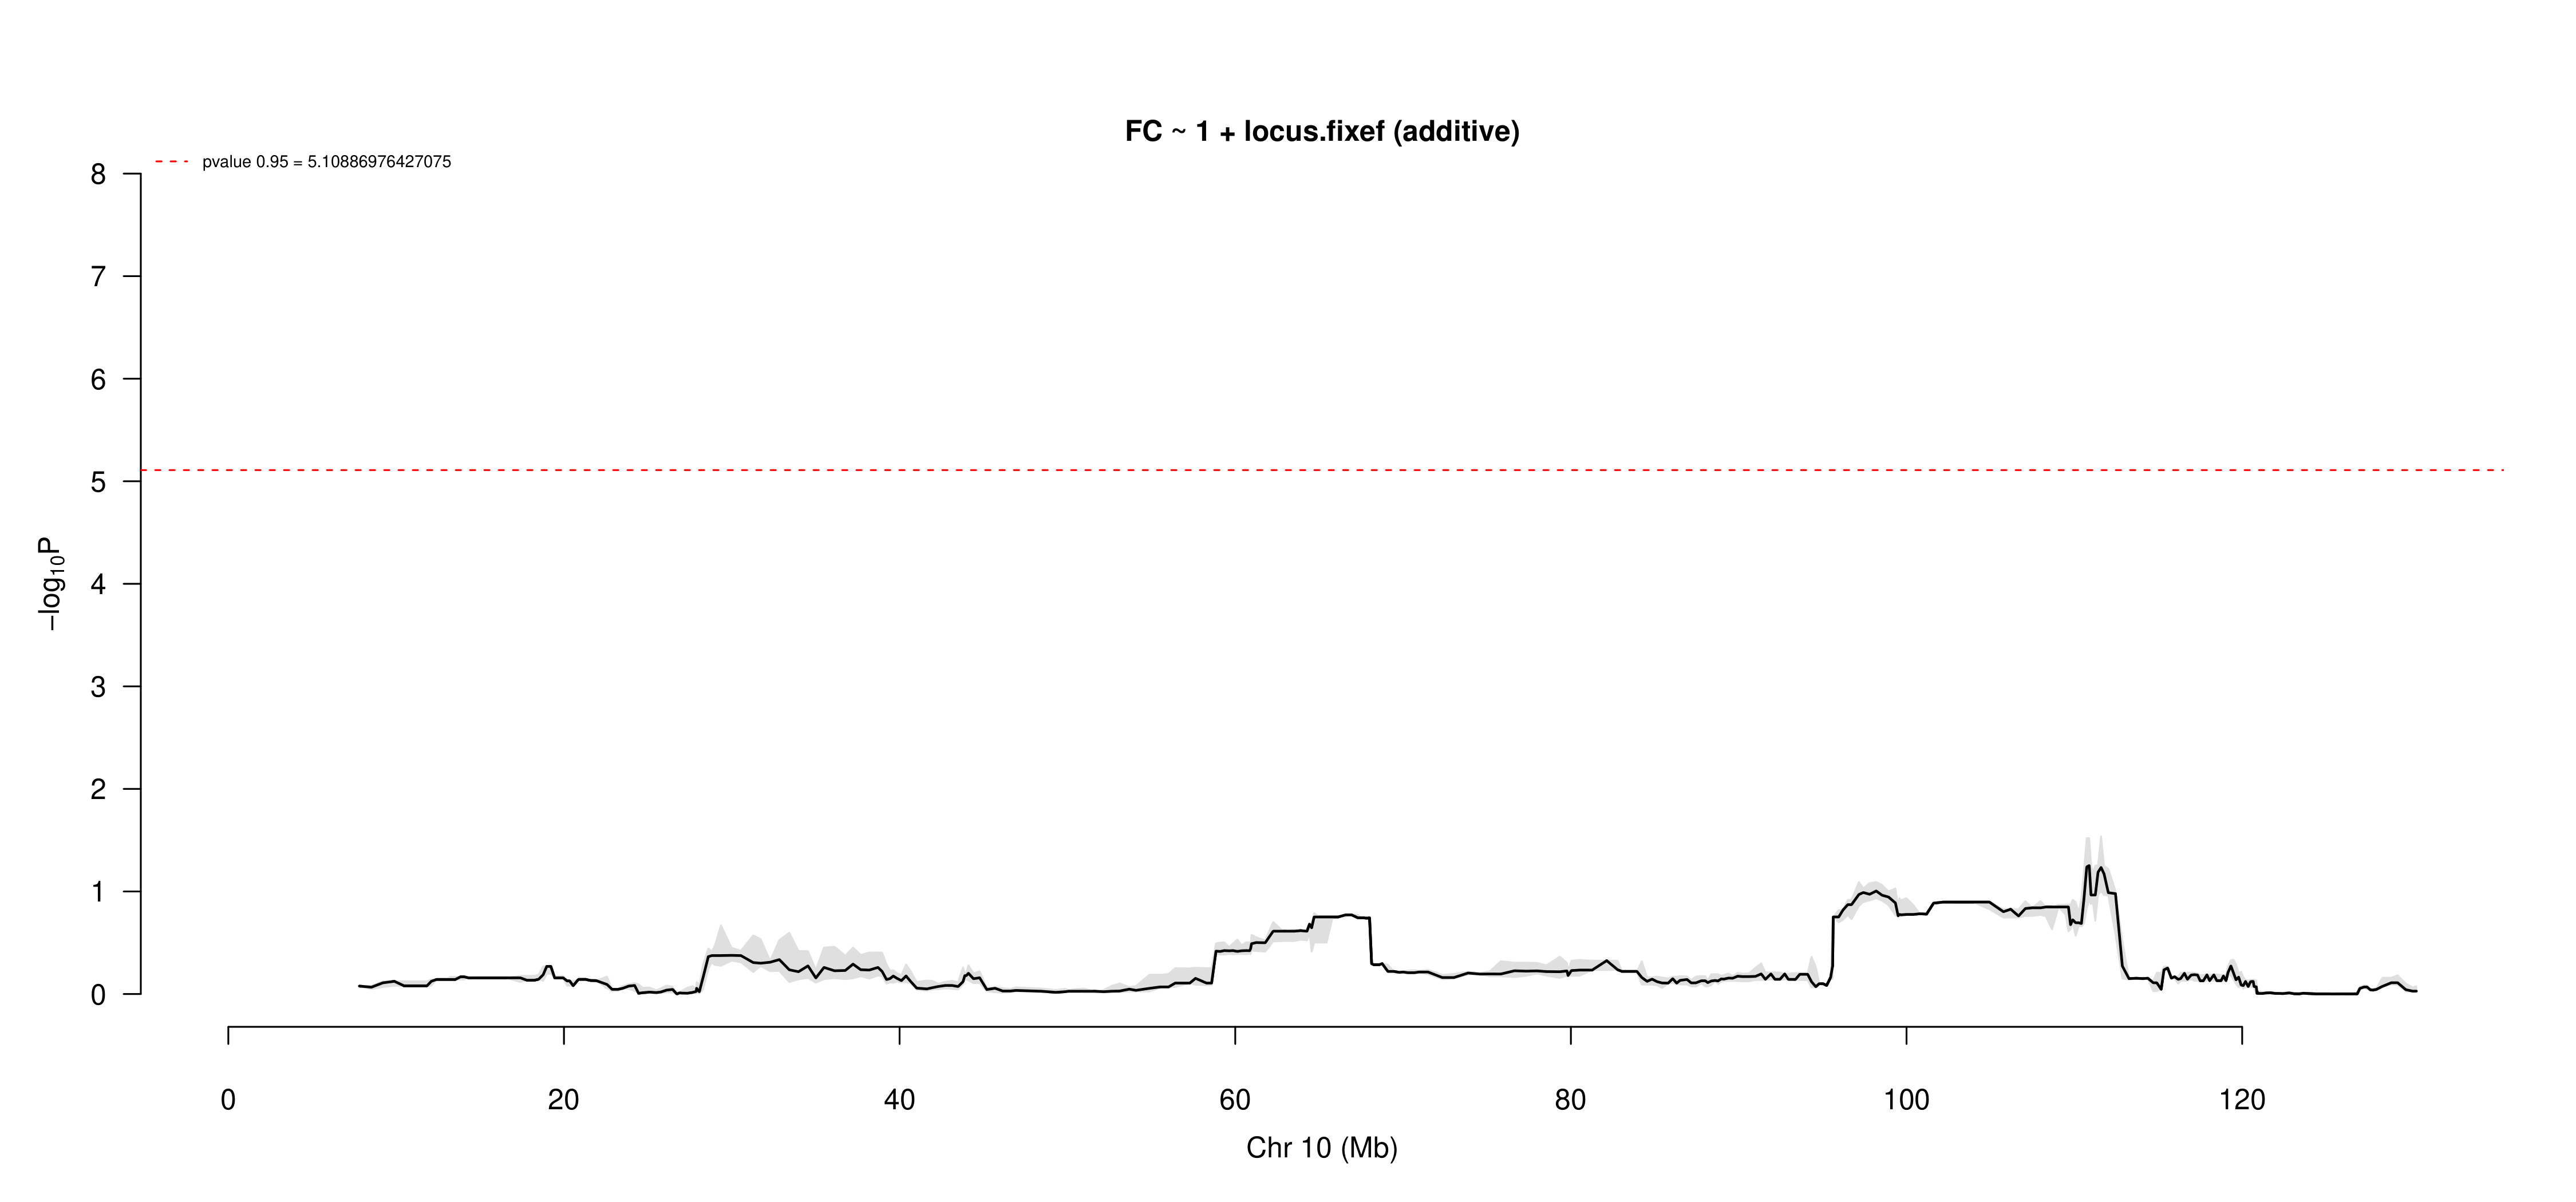 FC ~ 1 + locus.fixef (additive)
pvalue 0.95 = 5.10886976427075
8
7
6
5
4
3
2
1
0
−log10P
0 20 40 60 80 100 120
Chr 10 (Mb)